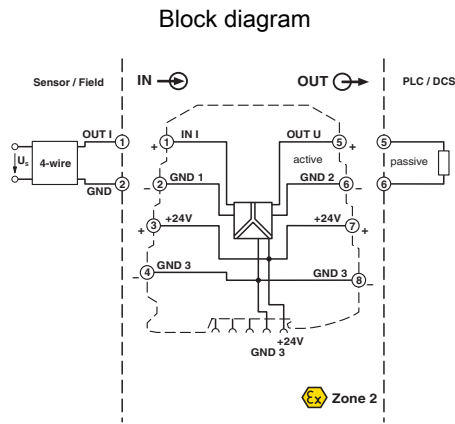 Block diagram
Sensor / Field
IN
OUT
PLC / DCS
OUT I
1
+
1
IN I
OUT U
5
+
5
Us
4-wire
active
passive
GND
2
–
2
GND 1
GND 2
6
–
6
+
3
+24V
+24V
7
+
–
4
GND 3
GND 3
8
–
+24V
GND 3
Ex
Zone 2